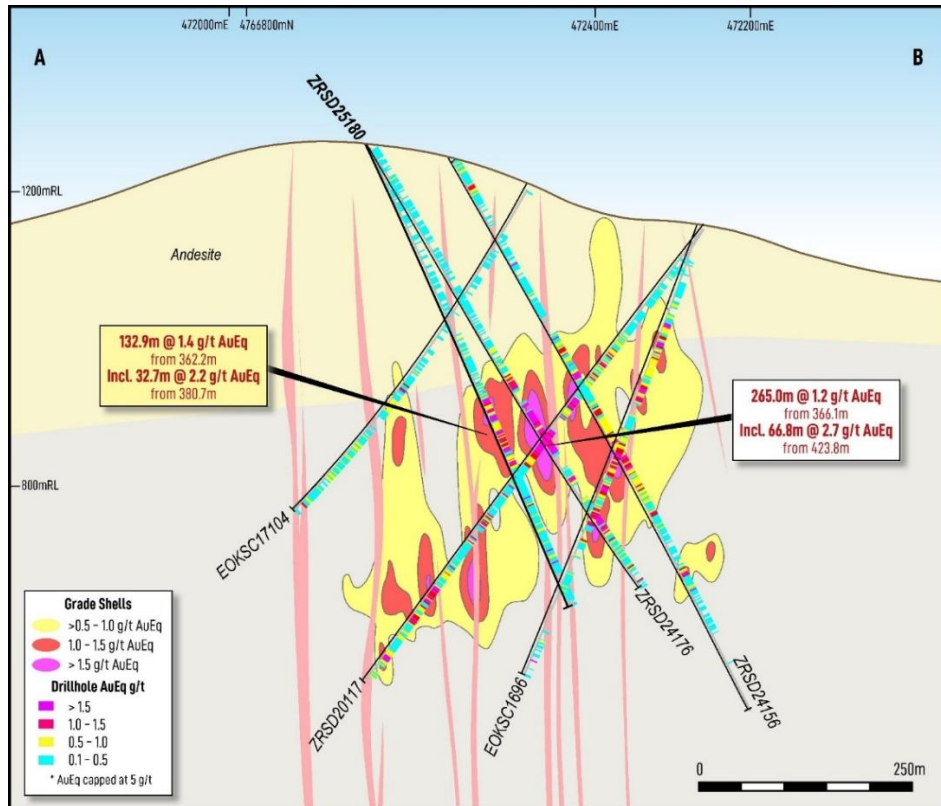 472000mE
4766800mN
472400mE
472200mE
A
B
ZRSD25180
1200mRL
Andesite
132.9m @ 1.4 g/t AuEq
from 362.2m
Incl. 32.7m @ 2.2 g/t AuEq
from 380.7m
265.0m @ 1.2 g/t AuEq
from 366.1m
Incl. 66.8m @ 2.7 g/t AuEq
from 423.8m
800mRL
EOKSC17104
ZRSD20117
EOKSC1696
ZRSD24176
ZRSD24156
Grade Shells
>0.5 – 1.0 g/t AuEq
1.0 – 1.5 g/t AuEq
> 1.5 g/t AuEq
Drillhole AuEq g/t
> 1.5
1.0 – 1.5
0.5 – 1.0
0.1 – 0.5
* AuEq capped at 5 g/t
0
250m